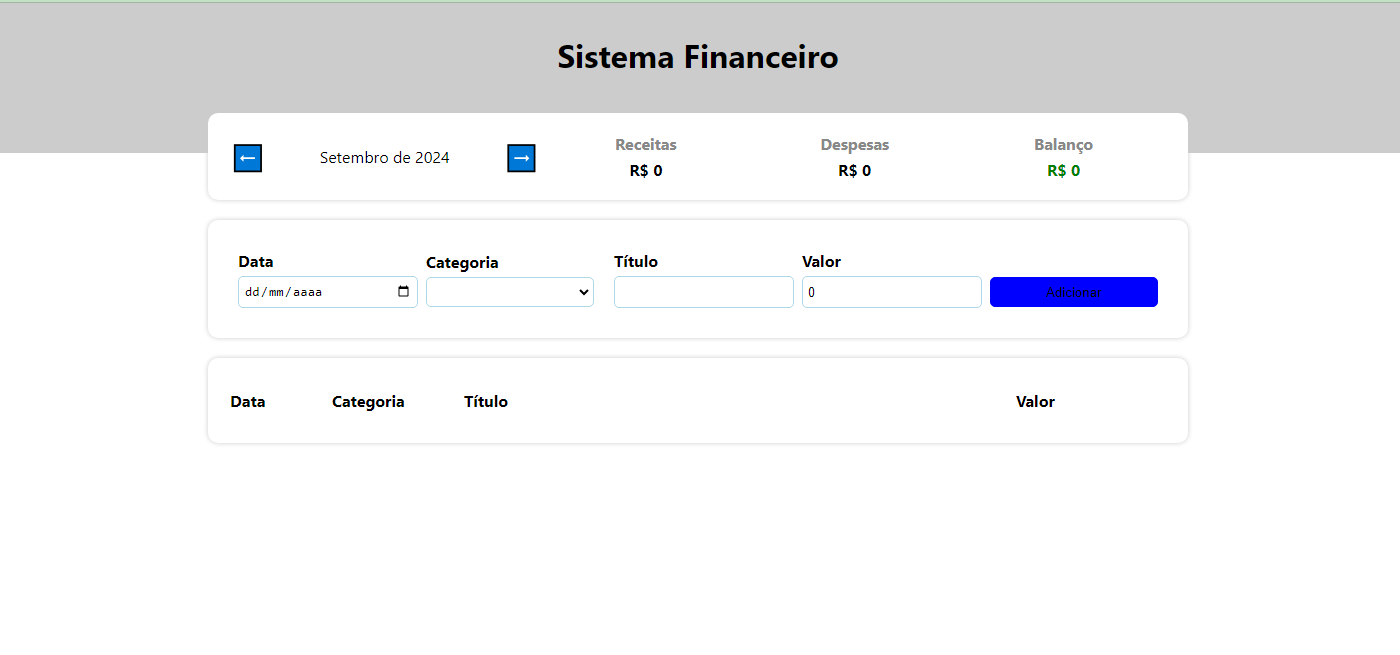 Sistema Financeiro
← Setembro de 2024 →
Receitas Despesas Balanço
R$ 0 R$ 0 R$ 0
Data Categoria Título Valor
dd/mm/aaaa 0 Adicionar
Data Categoria Título Valor